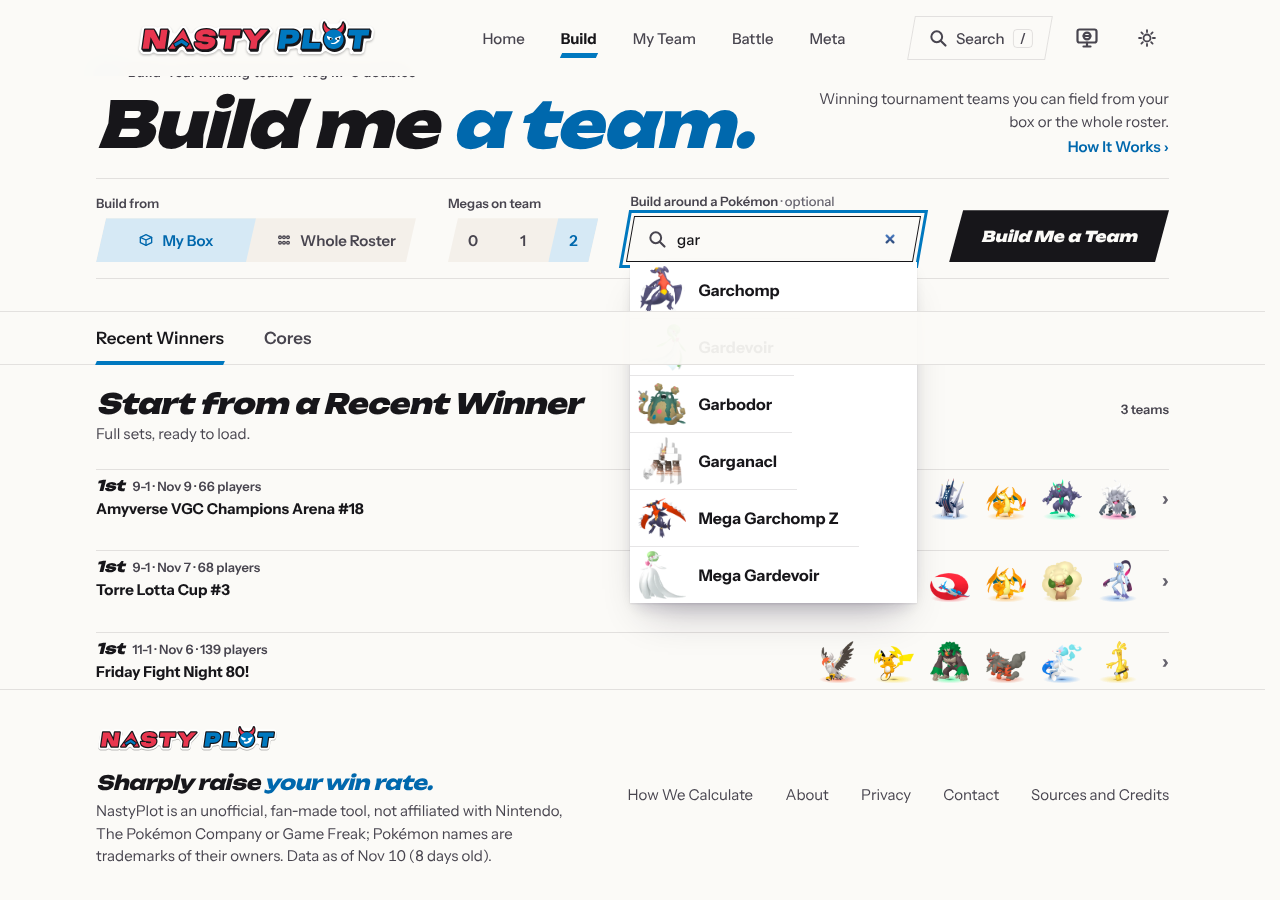 NASTY PLOT
Home
Build
My Team
Battle
Meta
Search /
Build me a team.
Winning tournament teams you can field from your
box or the whole roster.
How It Works ›
Build from
My Box
Whole Roster
Megas on team
0 1 2
Build around a Pokémon · optional
gar
Build Me a Team
Garchomp
Gardevoir
Garbodor
Garganacl
Mega Garchomp Z
Mega Gardevoir
Recent Winners
Cores
Start from a Recent Winner
Full sets, ready to load.
3 teams
1st 9-1 · Nov 9 · 66 players
Amyverse VGC Champions Arena #18
1st 9-1 · Nov 7 · 68 players
Torre Lotta Cup #3
1st 11-1 · Nov 6 · 139 players
Friday Fight Night 80!
NASTY PLOT
Sharply raise your win rate.
NastyPlot is an unofficial, fan-made tool, not affiliated with Nintendo,
The Pokémon Company or Game Freak; Pokémon names are
trademarks of their owners. Data as of Nov 10 (8 days old).
How We Calculate
About
Privacy
Contact
Sources and Credits